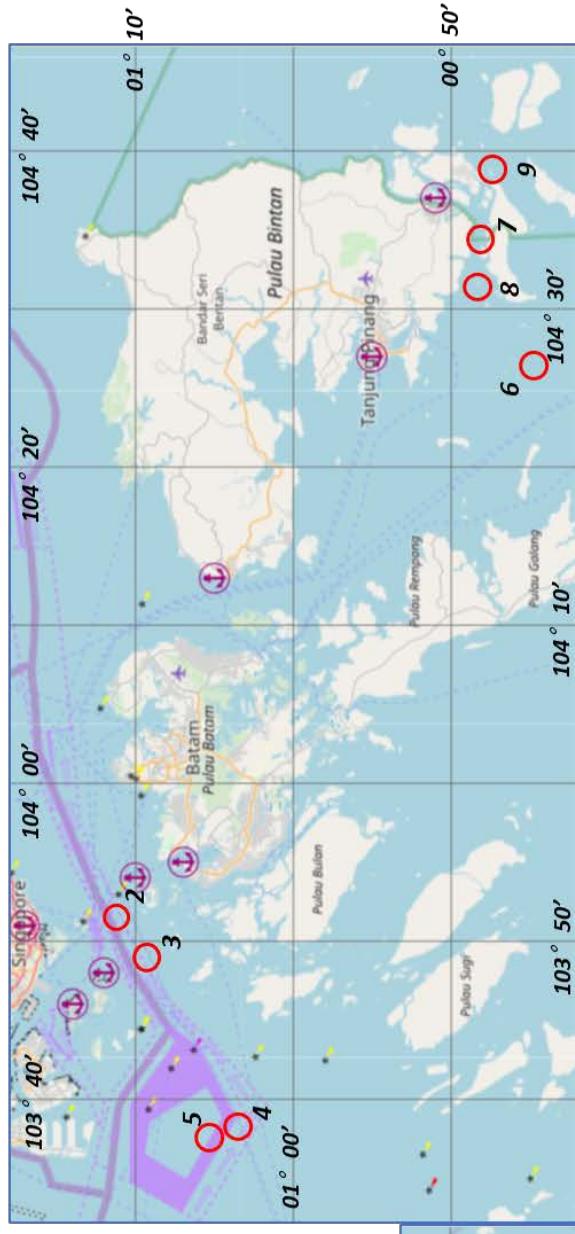 01° 10'
00° 50'
01° 00'
103° 40'
103° 50'
104° 00'
104° 10'
104° 20'
104° 30'
104° 40'
Singapore
Batam
Pulau Batam
Pulau Bulan
Pulau Sugi
Pulau Rempang
Pulau Galang
Bandar Seri
Bentan
Pulau Bintan
Tanjung Pinang
2
3
4
5
6
7
8
9